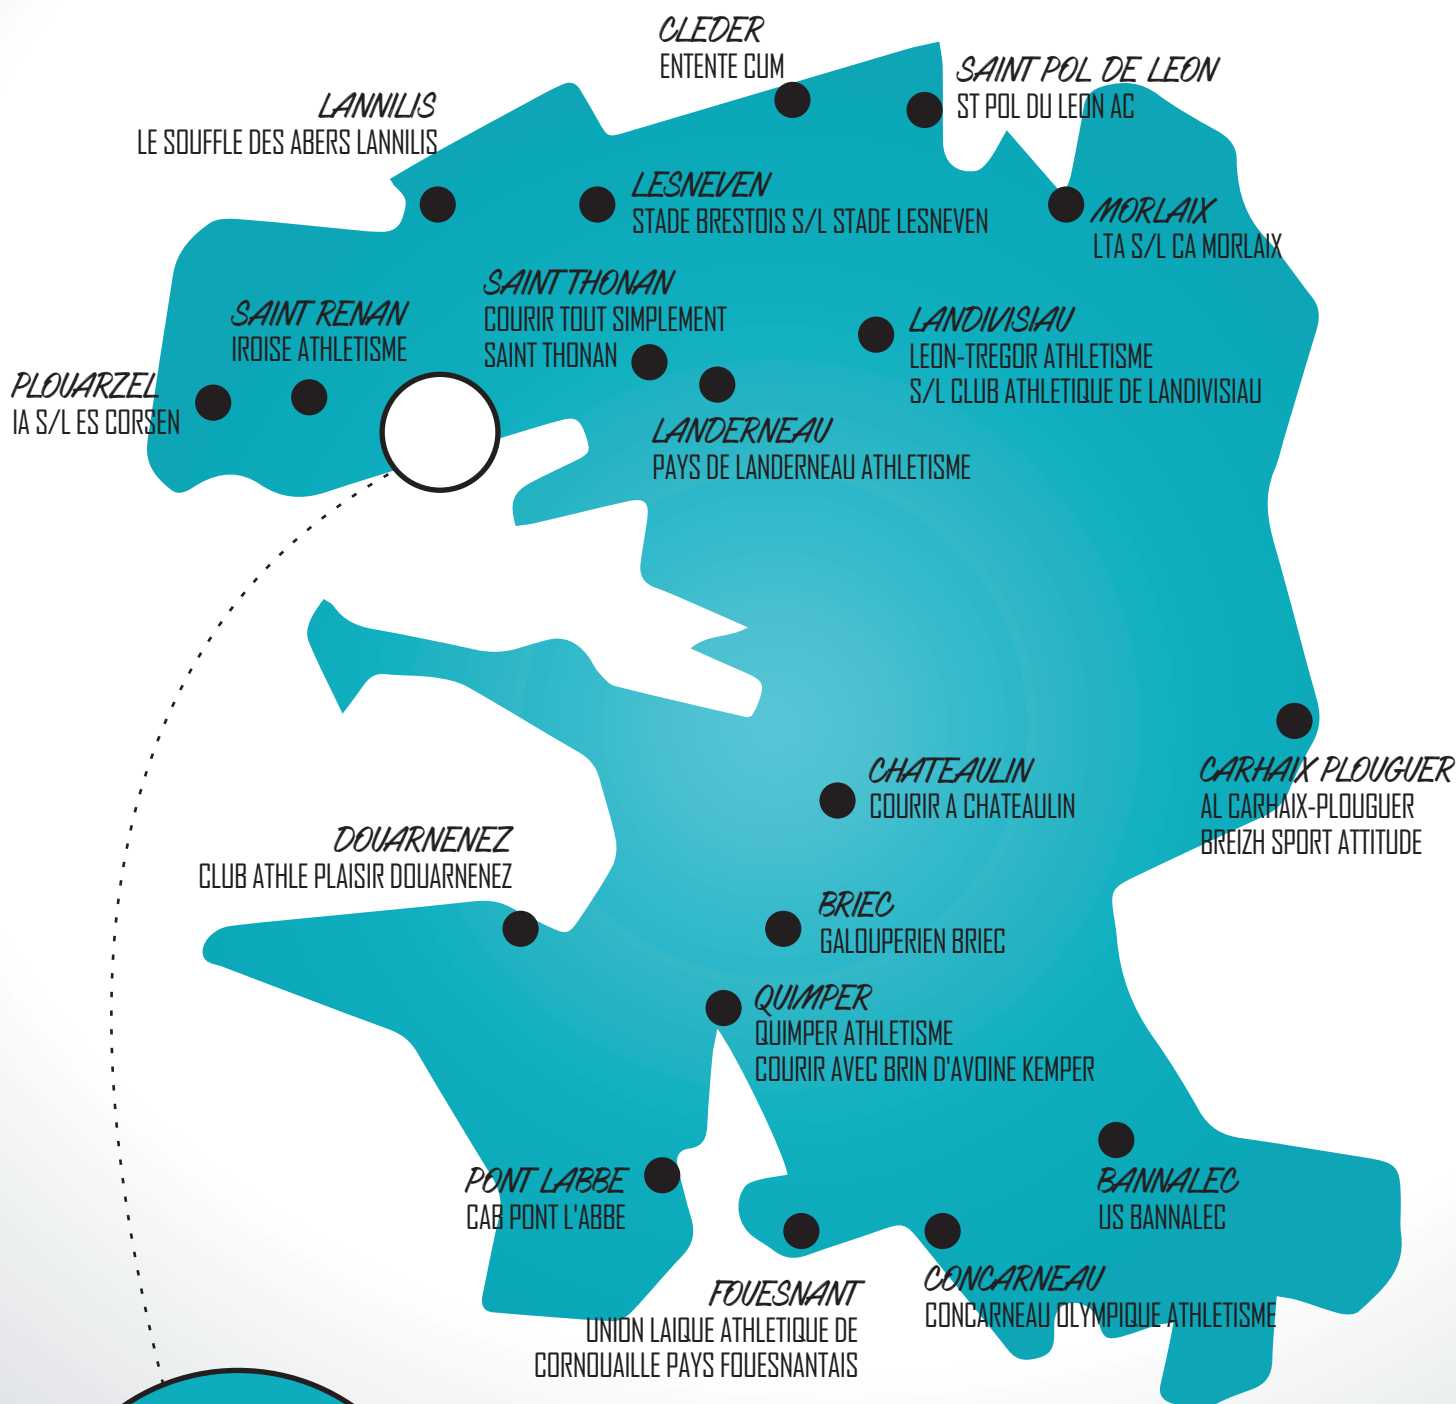 CLEDER
ENTENTE CUM
SAINT POL DE LEON
ST POL DU LEON AC
LANNILIS
LE SOUFFLE DES ABERS LANNILIS
LESNEVEN
STADE BRESTOIS S/L STADE LESNEVEN
MORLAIX
LTA S/L CA MORLAIX
SAINT THONAN
COURIR TOUT SIMPLEMENT
SAINT THONAN
SAINT RENAN
IROISE ATHLETISME
LANDIVISIAU
LEON-TREGOR ATHLETISME
S/L CLUB ATHLETIQUE DE LANDIVISIAU
PLOUARZEL
IA S/L ES CORSEN
LANDERNEAU
PAYS DE LANDERNEAU ATHLETISME
CHATEAULIN
COURIR A CHATEAULIN
CARHAIX PLOUGUER
AL CARHAIX-PLOUGUER
BREIZH SPORT ATTITUDE
DOUARNENEZ
CLUB ATHLE PLAISIR DOUARNENEZ
BRIEC
GALOUPERIEN BRIEC
QUIMPER
QUIMPER ATHLETISME
COURIR AVEC BRIN D'AVOINE KEMPER
PONT LABBE
CAB PONT L'ABBE
BANNALEC
US BANNALEC
FOUESNANT
UNION LAIQUE ATHLETIQUE DE
CORNOUAILLE PAYS FOUESNANTAIS
CONCARNEAU
CONCARNEAU OLYMPIQUE ATHLETISME